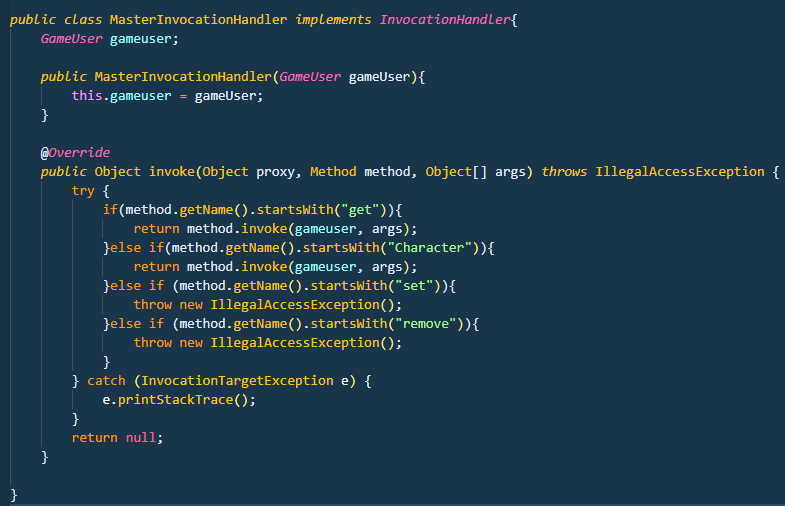 public class MasterInvocationHandler implements InvocationHandler{
    GameUser gameuser;

    public MasterInvocationHandler(GameUser gameUser){
        this.gameuser = gameUser;
    }

    @Override
    public Object invoke(Object proxy, Method method, Object[] args) throws IllegalAccessException {
        try {
            if(method.getName().startsWith("get")){
                return method.invoke(gameuser, args);
            }else if(method.getName().startsWith("Character")){
                return method.invoke(gameuser, args);
            }else if (method.getName().startsWith("set")){
                throw new IllegalAccessException();
            }else if (method.getName().startsWith("remove")){
                throw new IllegalAccessException();
            }
        } catch (InvocationTargetException e) {
            e.printStackTrace();
        }
        return null;
    }

}